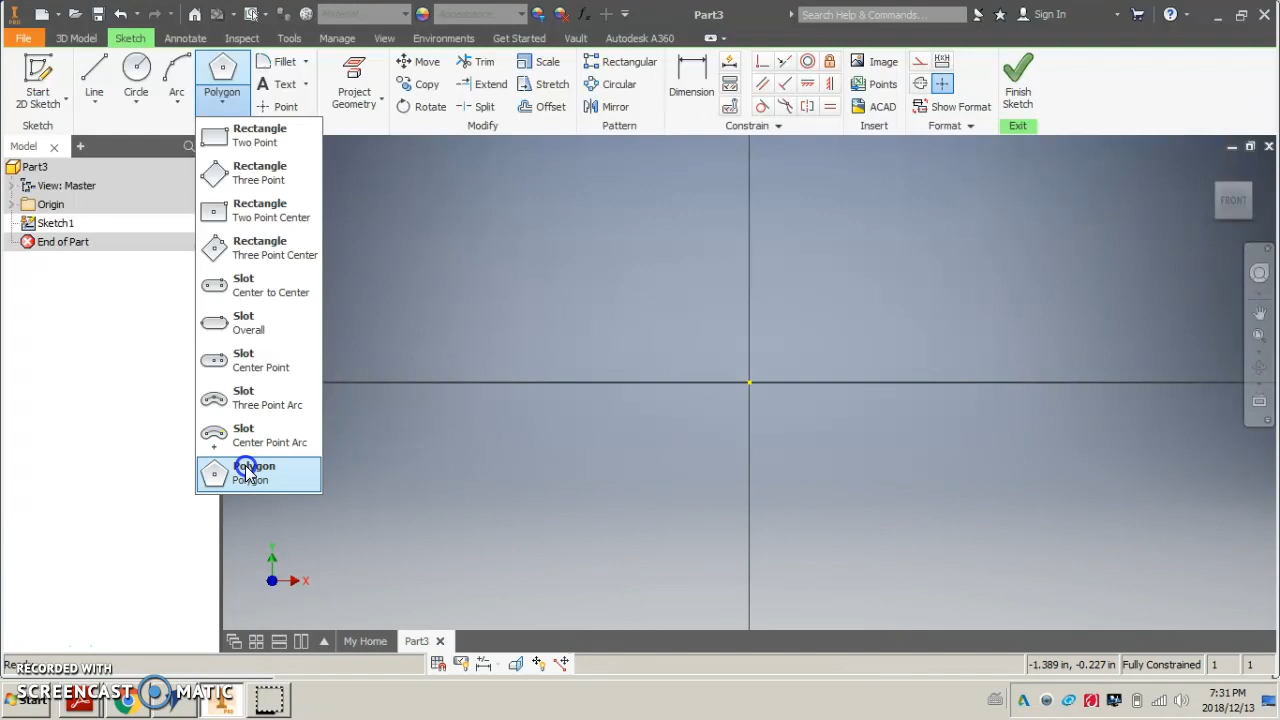 PRO
Material
Appearance
Part3
Search Help & Commands...
Sign In
File
3D Model
Sketch
Annotate
Inspect
Tools
Manage
View
Environments
Get Started
Vault
Autodesk A360
Start
2D Sketch
Line
Circle
Arc
Polygon
Fillet
Text
Point
Project
Geometry
Move
Copy
Rotate
Trim
Extend
Split
Scale
Stretch
Offset
Rectangular
Circular
Mirror
Dimension
Image
Points
ACAD
Show Format
Finish
Sketch
Sketch
Modify
Pattern
Constrain
Insert
Format
Exit
Model
Part3
View: Master
Origin
Sketch1
End of Part
Rectangle
Two Point
Rectangle
Three Point
Rectangle
Two Point Center
Rectangle
Three Point Center
Slot
Center to Center
Slot
Overall
Slot
Center Point
Slot
Three Point Arc
Slot
Center Point Arc
Polygon
Polygon
FRONT
Y
X
My Home
Part3
-1.389 in, -0.227 in
Fully Constrained
1
1
RECORDED WITH
SCREENCAST MATIC
Start
PRO
7:31 PM
2018/12/13